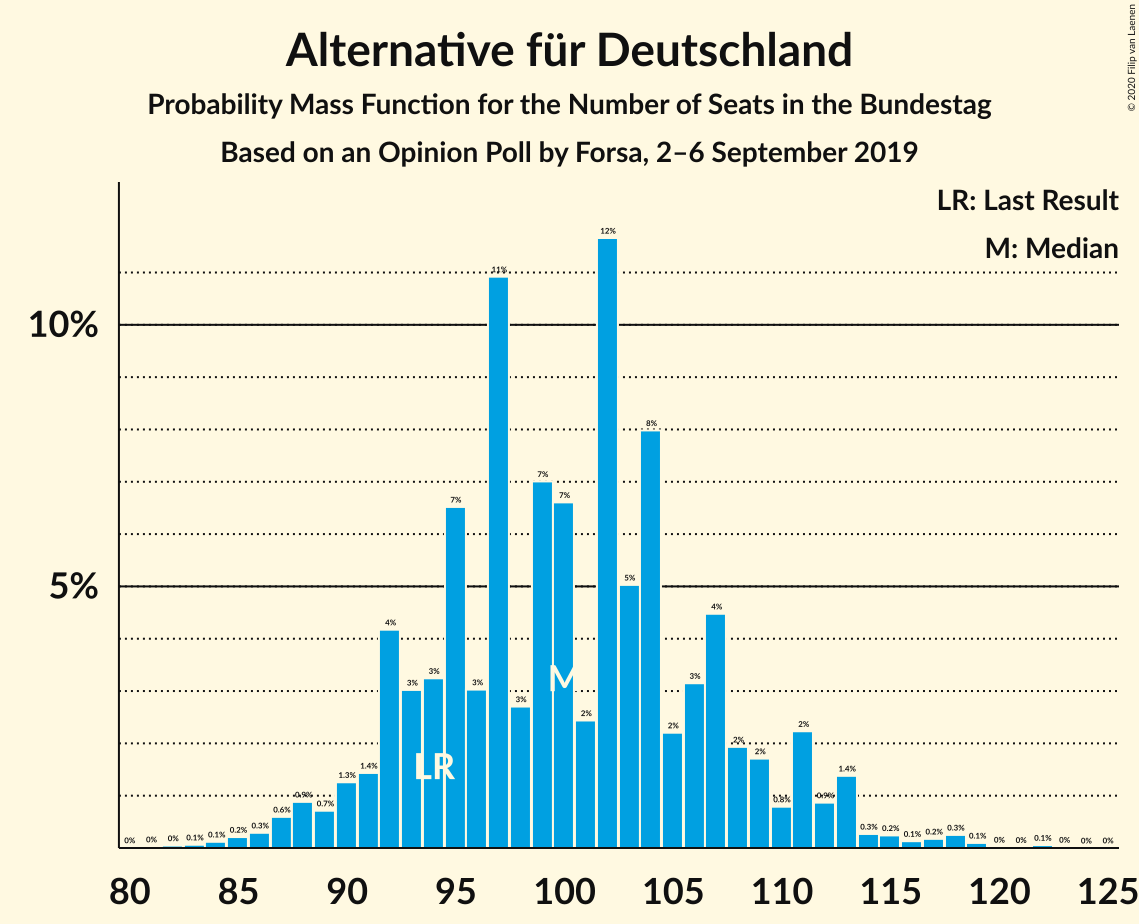 Alternative für Deutschland
Probability Mass Function for the Number of Seats in the Bundestag
Based on an Opinion Poll by Forsa, 2–6 September 2019
© 2020 Filip van Laenen
LR: Last Result
M: Median
10%
5%
0% 0% 0% 0.1% 0.1% 0.2% 0.3% 0.6% 0.9% 0.7% 1.3% 1.4% 4% 3% 3% 7% 3% 11% 3% 7% 7% 2% 12% 5% 8% 2% 3% 4% 2% 2% 0.8% 2% 0.9% 1.4% 0.3% 0.2% 0.1% 0.2% 0.3% 0.1% 0% 0% 0.1% 0% 0% 0%
M
LR
80 85 90 95 100 105 110 115 120 125